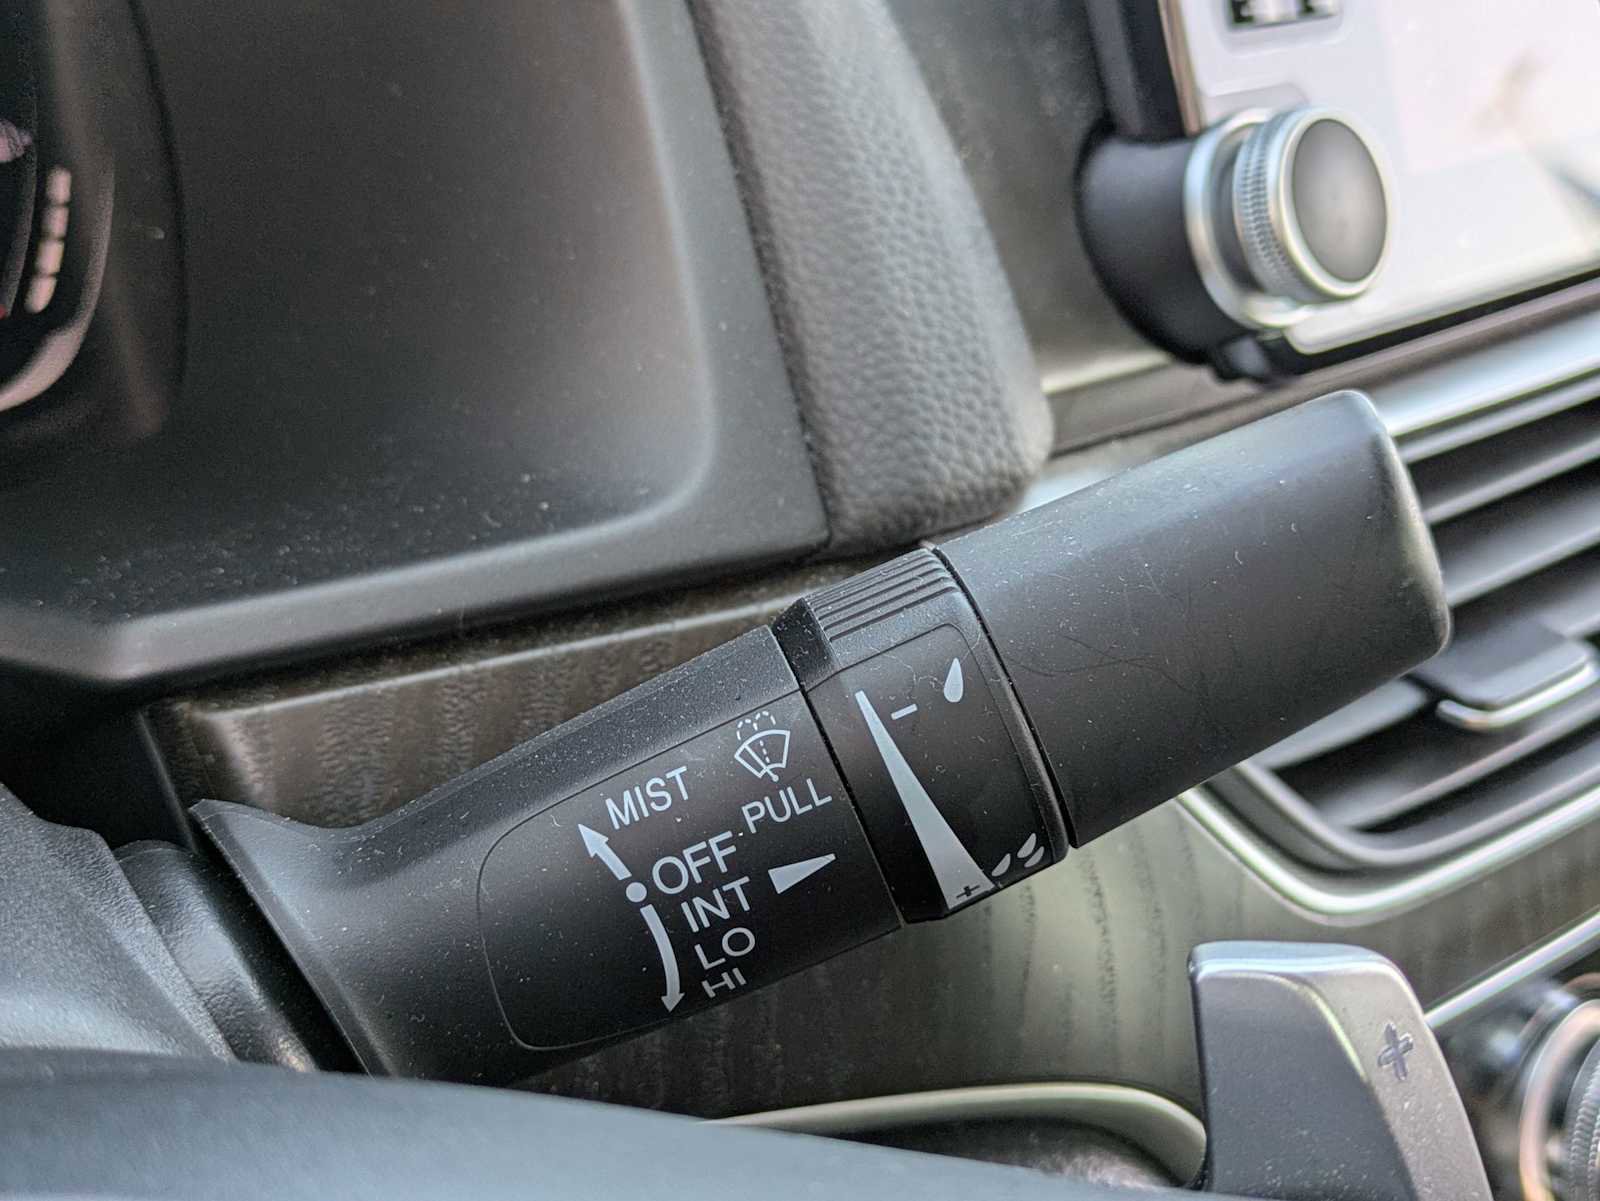 MIST
PULL
OFF
INT
LO
HI
-
+
+